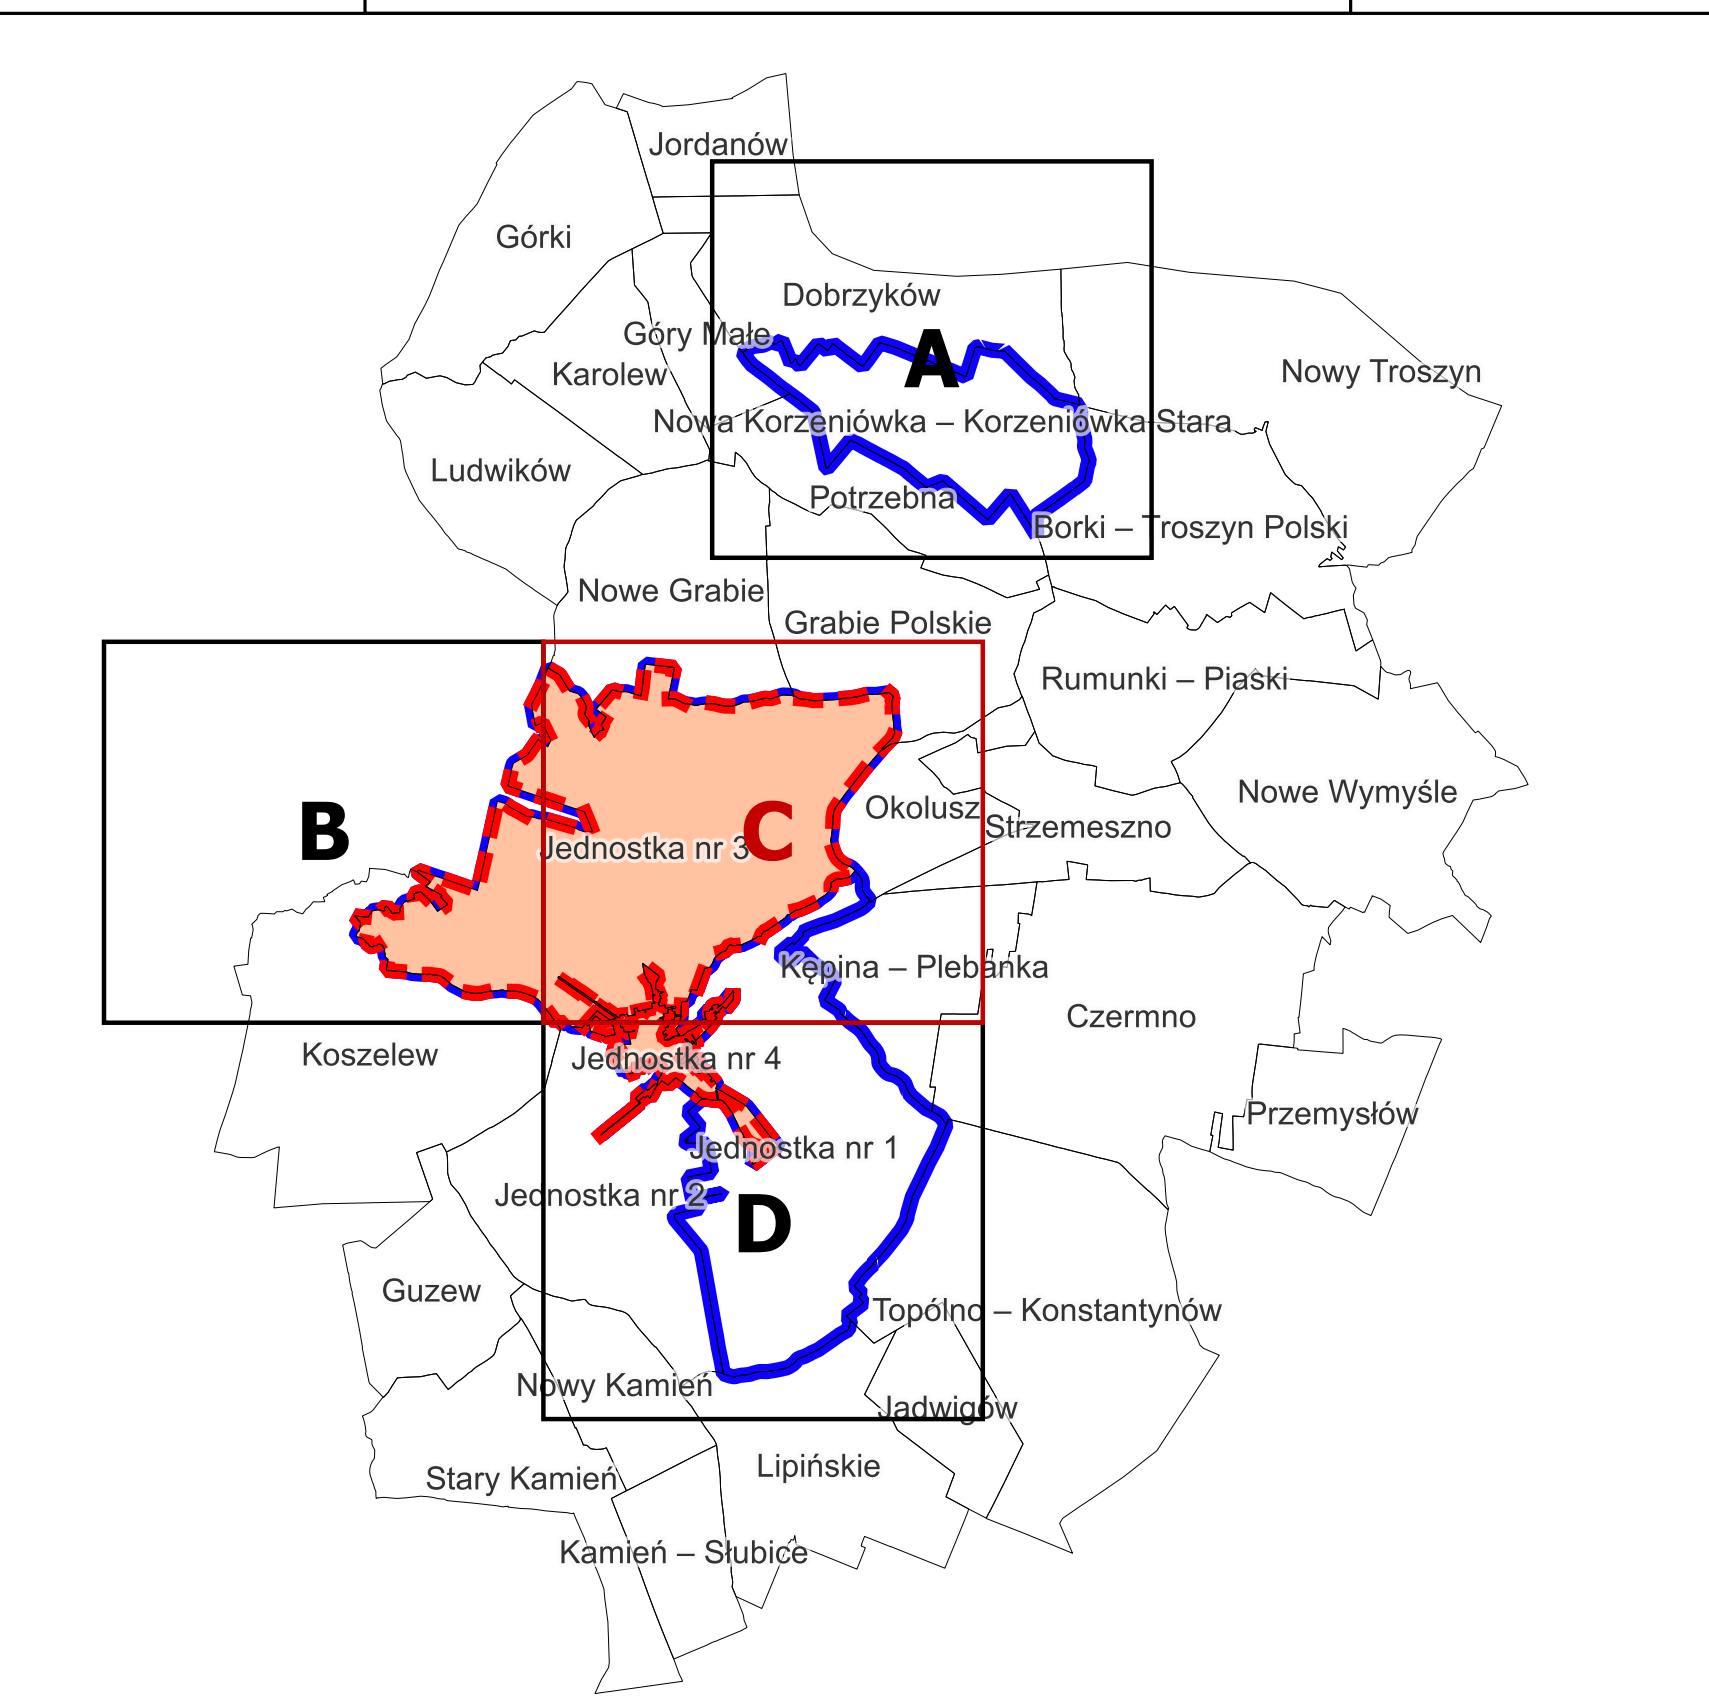 Jordanów
Górki
Dobrzyków
Góry Małe
A
Nowy Troszyn
Karolew
Nowa Korzeniówka – Korzeniówka Stara
Ludwików
Potrzebna
Borki – Troszyn Polski
Nowe Grabie
Grabie Polskie
Rumunki – Piaski
Nowe Wymyśle
Okolusz
B
C
Strzemeszno
Jednostka nr 3
Kępina – Plebanka
Czermno
Koszelew
Jednostka nr 4
Przemysłów
Jednostka nr 1
Jednostka nr 2
D
Guzew
Topólno – Konstantynów
Nowy Kamień
Jadwigów
Lipińskie
Stary Kamień
Kamień – Słubice